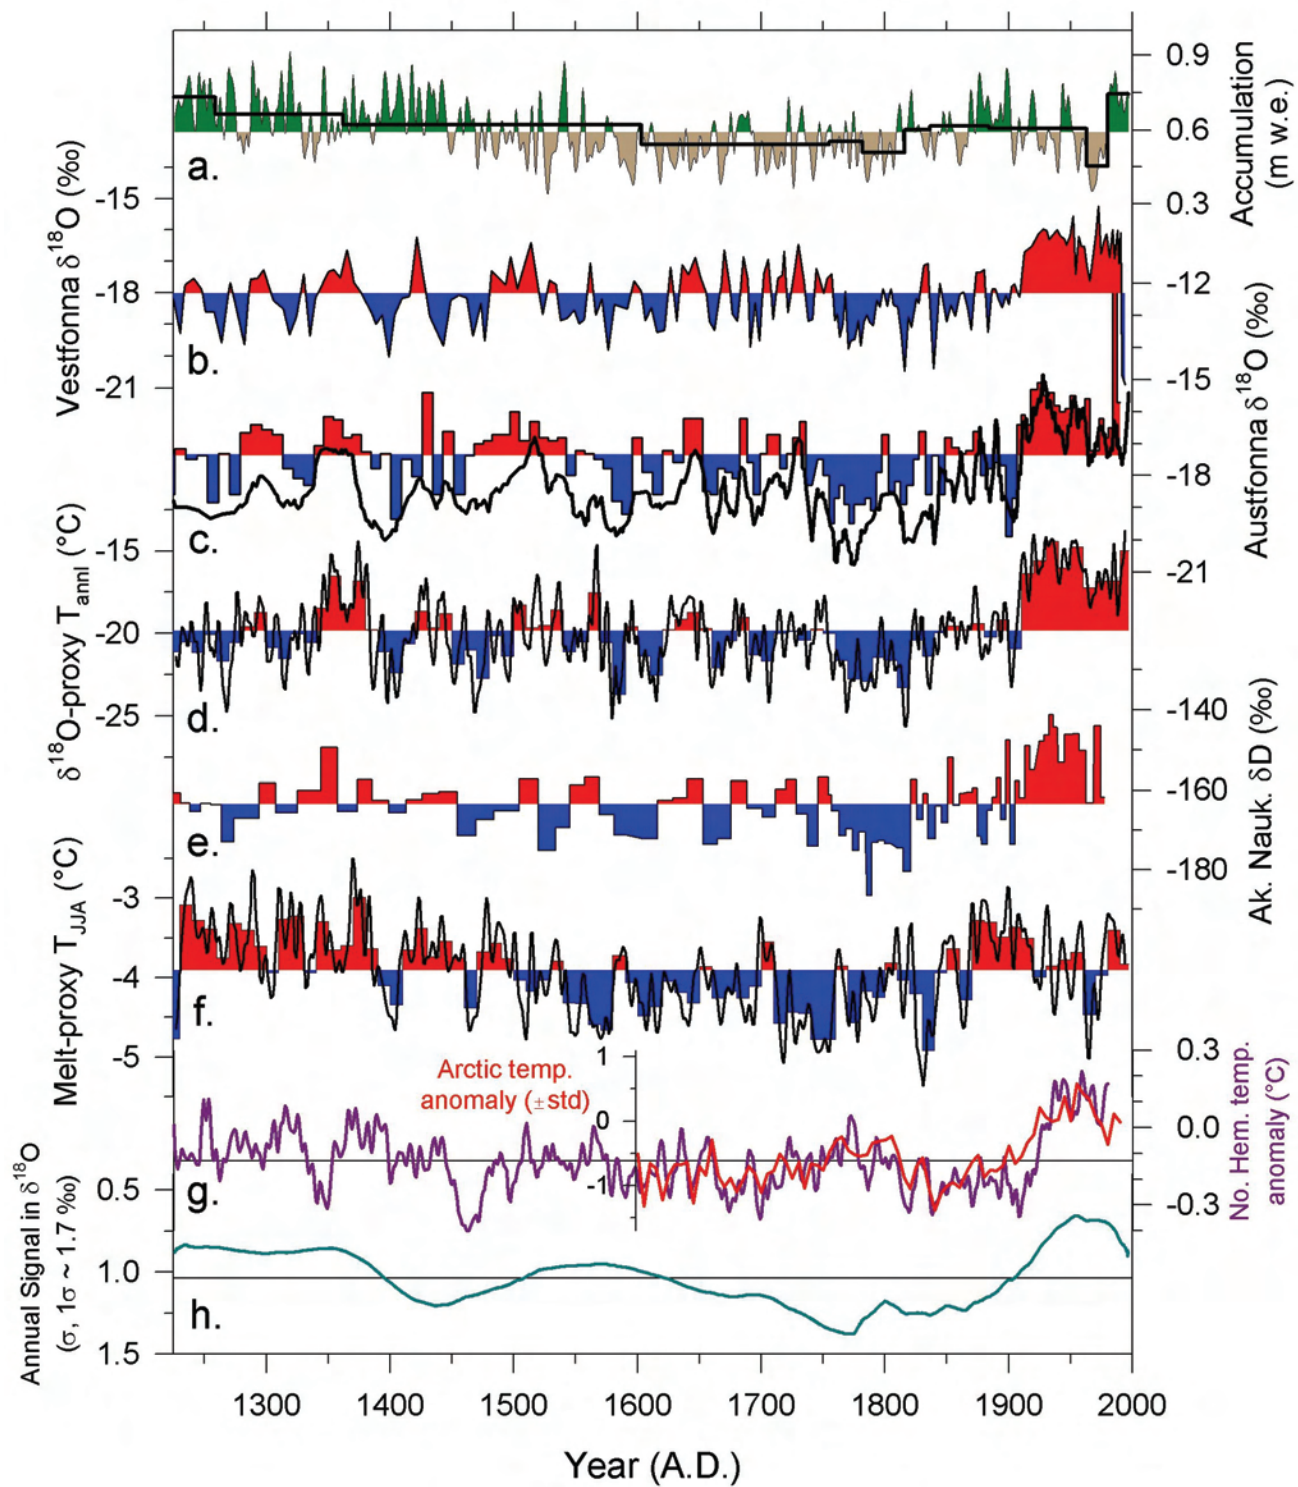 0.9
0.6
0.3
Accumulation
(m w.e.)
a.
-15
-18
-21
Vestfonna δ¹⁸O (‰)
b.
-12
-15
-18
-21
Austfonna δ¹⁸O (‰)
c.
-15
-20
-25
δ¹⁸O-proxy Tannl (°C)
d.
-140
-160
-180
Ak. Nauk. δD (‰)
e.
-3
-4
-5
Melt-proxy TJJA (°C)
f.
Arctic temp.
anomaly (±std)
1
0
-1
0.3
0.0
-0.3
No. Hem. temp.
anomaly (°C)
g.
0.5
1.0
1.5
Annual Signal in δ¹⁸O
(σ, 1σ ~ 1.7 ‰)
h.
1300 1400 1500 1600 1700 1800 1900 2000
Year (A.D.)